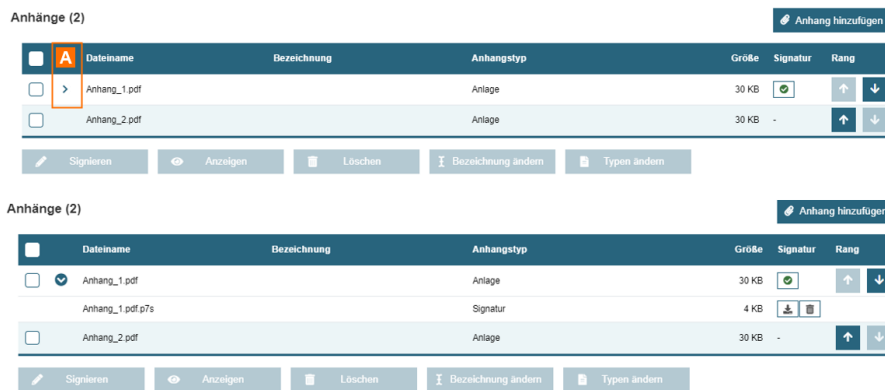 Anhänge (2)
Anhang hinzufügen
A Dateiname Bezeichnung Anhangstyp Größe Signatur Rang
Anhang_1.pdf Anlage 30 KB
Anhang_2.pdf Anlage 30 KB -
Signieren Anzeigen Löschen Bezeichnung ändern Typen ändern
Anhänge (2)
Anhang hinzufügen
Dateiname Bezeichnung Anhangstyp Größe Signatur Rang
Anhang_1.pdf Anlage 30 KB
Anhang_1.pdf.p7s Signatur 4 KB
Anhang_2.pdf Anlage 30 KB -
Signieren Anzeigen Löschen Bezeichnung ändern Typen ändern